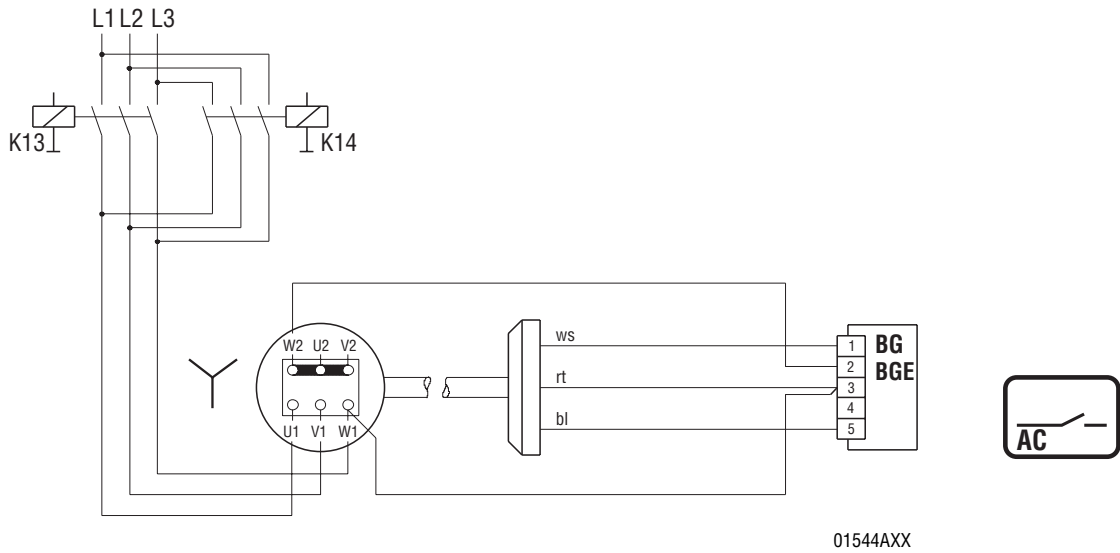 L1 L2 L3
K13
K14
W2 U2 V2
U1 V1 W1
ws
rt
bl
1
2
3
4
5
BG
BGE
AC
01544AXX